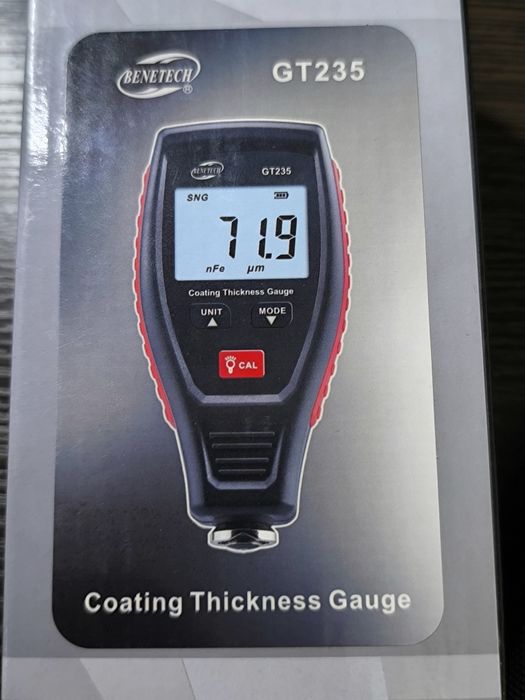 BENETECH ®
GT235
BENETECH
GT235
SNG
71.9
nFe µm
Coating Thickness Gauge
UNIT MODE
CAL
Coating Thickness Gauge